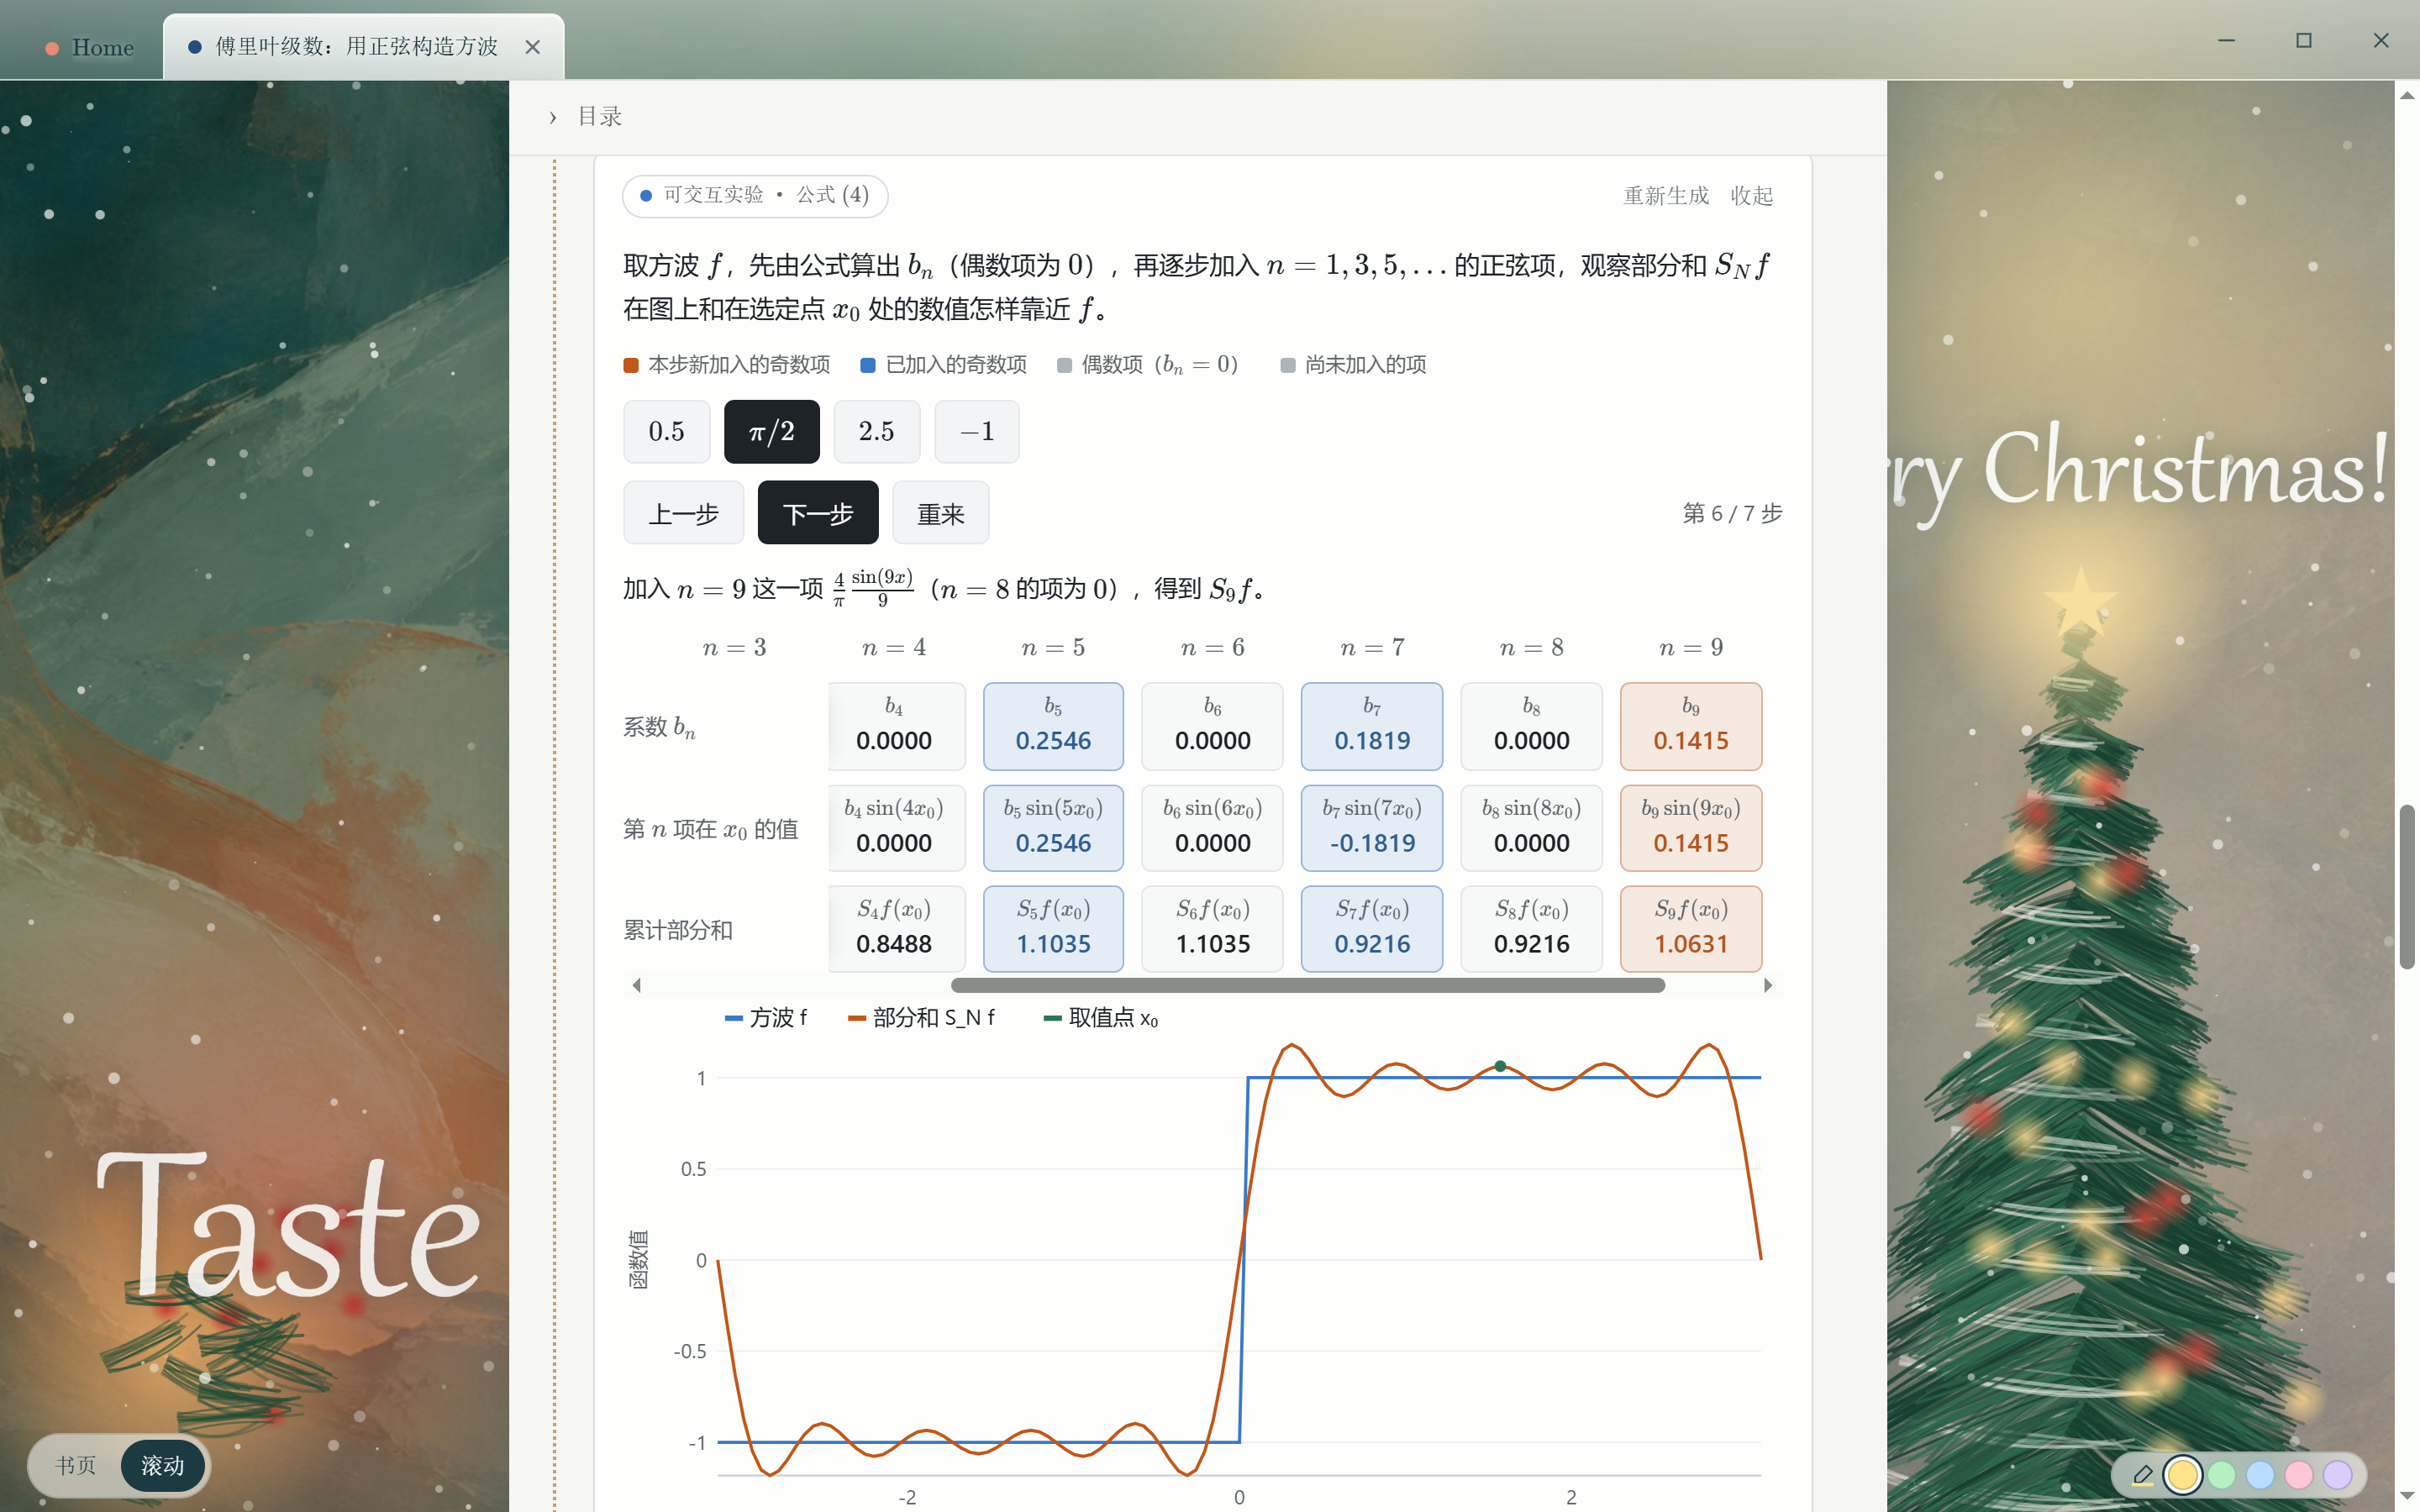 Home
傅里叶级数：用正弦构造方波
目录
可交互实验 • 公式 (4)
重新生成 收起
取方波 f，先由公式算出 bₙ（偶数项为 0），再逐步加入 n = 1, 3, 5, … 的正弦项，观察部分和 S_N f
在图上和在选定点 x₀ 处的数值怎样靠近 f。
本步新加入的奇数项 已加入的奇数项 偶数项（bₙ = 0） 尚未加入的项
0.5 π/2 2.5 −1
上一步 下一步 重来 第 6 / 7 步
加入 n = 9 这一项 4/π sin(9x)/9（n = 8 的项为 0），得到 S₉f。
n = 3 n = 4 n = 5 n = 6 n = 7 n = 8 n = 9
系数 bₙ
b₄ b₅ b₆ b₇ b₈ b₉
0.0000 0.2546 0.0000 0.1819 0.0000 0.1415
第 n 项在 x₀ 的值
b₄ sin(4x₀) b₅ sin(5x₀) b₆ sin(6x₀) b₇ sin(7x₀) b₈ sin(8x₀) b₉ sin(9x₀)
0.0000 0.2546 0.0000 -0.1819 0.0000 0.1415
累计部分和
S₄f(x₀) S₅f(x₀) S₆f(x₀) S₇f(x₀) S₈f(x₀) S₉f(x₀)
0.8488 1.1035 1.1035 0.9216 0.9216 1.0631
方波 f 部分和 S_N f 取值点 x₀
1
0.5
0
-0.5
-1
函数值
-2 0 2
Taste
书页 滚动
ry Christmas!